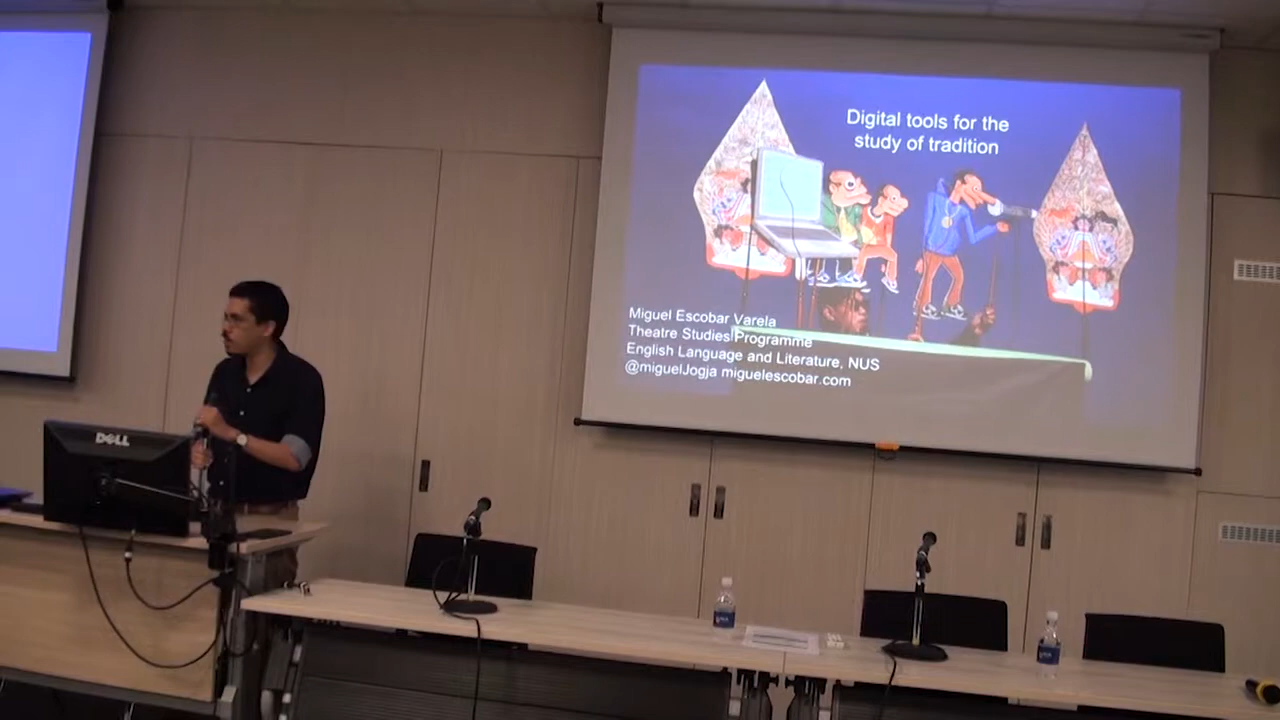 Digital tools for the
study of tradition
Miguel Escobar Varela
Theatre Studies Programme
English Language and Literature, NUS
@miguelJogja miguelescobar.com
DELL